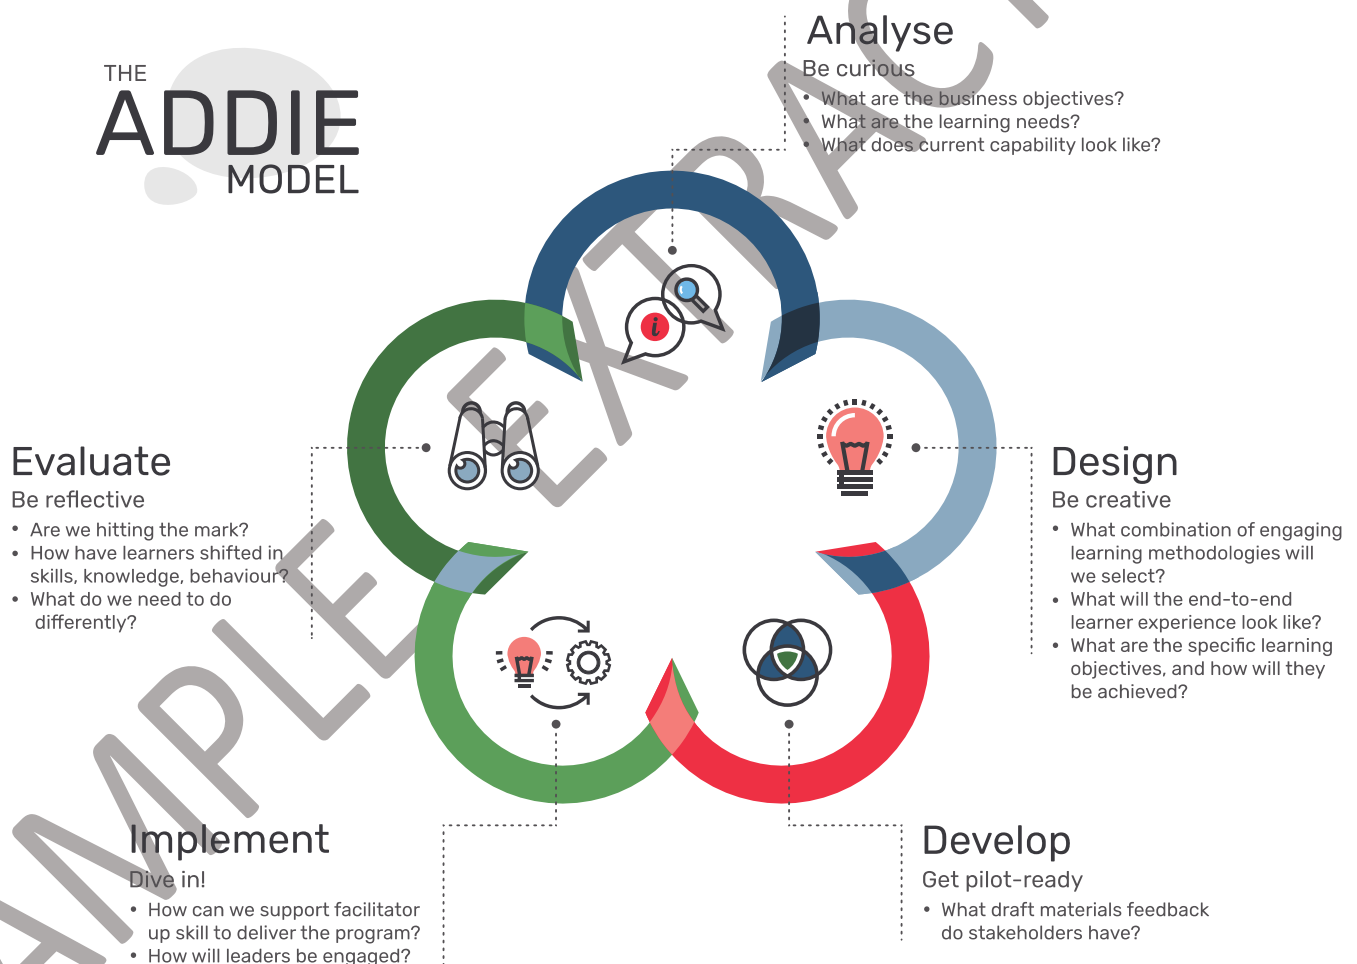 THE
ADDIE
MODEL
Analyse
Be curious
• What are the business objectives?
• What are the learning needs?
• What does current capability look like?
i
Design
Be creative
• What combination of engaging
learning methodologies will
we select?
• What will the end-to-end
learner experience look like?
• What are the specific learning
objectives, and how will they
be achieved?
Develop
Get pilot-ready
• What draft materials feedback
do stakeholders have?
Implement
Dive in!
• How can we support facilitator
up skill to deliver the program?
• How will leaders be engaged?
Evaluate
Be reflective
• Are we hitting the mark?
• How have learners shifted in
skills, knowledge, behaviour?
• What do we need to do
differently?
AMPLE EXTRACT